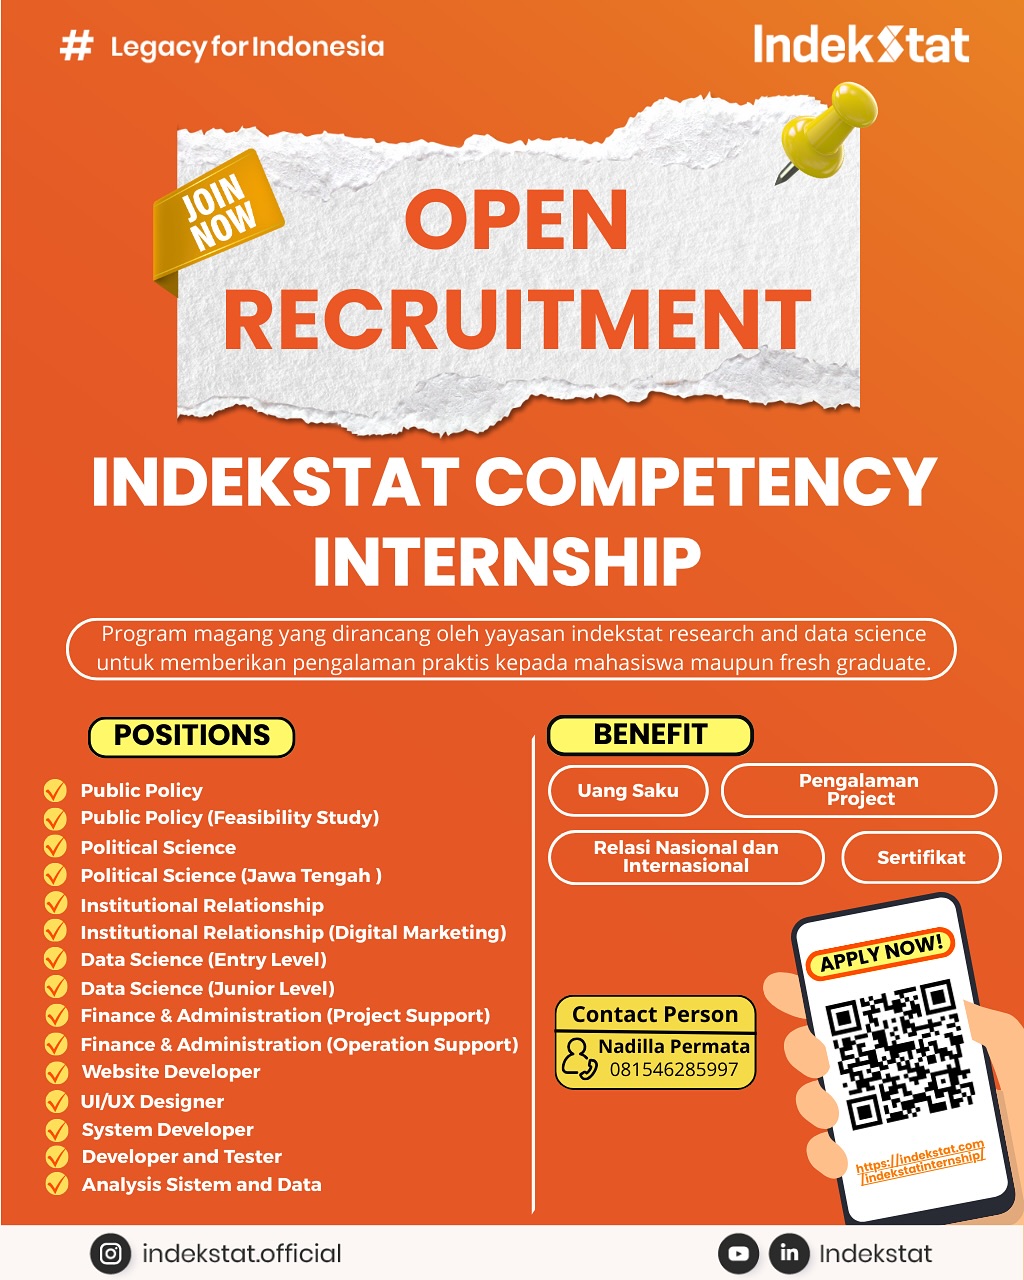 # Legacy for Indonesia
IndekStat
JOIN
NOW
OPEN
RECRUITMENT
INDEKSTAT COMPETENCY
INTERNSHIP
Program magang yang dirancang oleh yayasan indekstat research and data science
untuk memberikan pengalaman praktis kepada mahasiswa maupun fresh graduate.
POSITIONS
Public Policy
Public Policy (Feasibility Study)
Political Science
Political Science (Jawa Tengah )
Institutional Relationship
Institutional Relationship (Digital Marketing)
Data Science (Entry Level)
Data Science (Junior Level)
Finance & Administration (Project Support)
Finance & Administration (Operation Support)
Website Developer
UI/UX Designer
System Developer
Developer and Tester
Analysis Sistem and Data
BENEFIT
Uang Saku
Pengalaman
Project
Relasi Nasional dan
Internasional
Sertifikat
APPLY NOW!
https://indekstat.com
/indekstatinternship/
Contact Person
Nadilla Permata
081546285997
indekstat.official
Indekstat